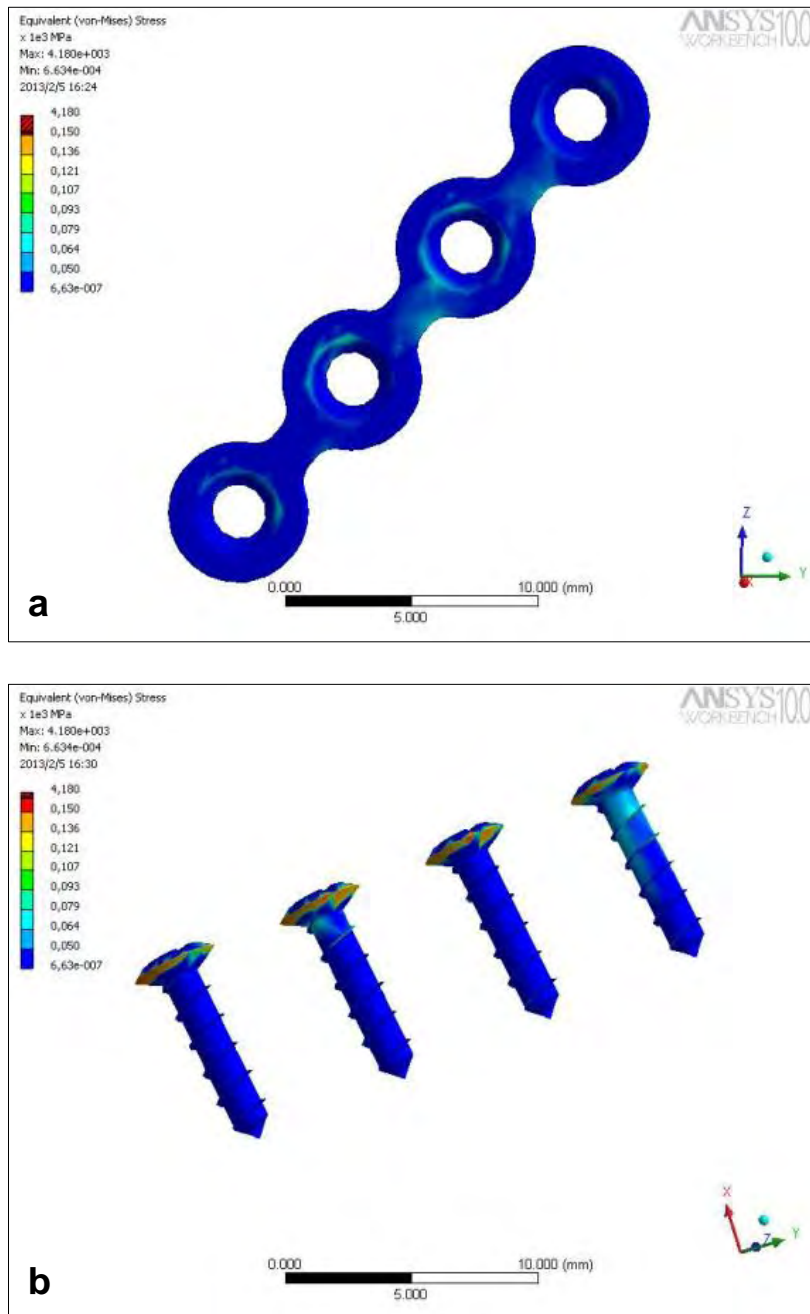 Equivalent (von-Mises) Stress
x 1e3 MPa
Max: 4.180e+003
Min: 6.634e-004
2013/2/5 16:24
4,180
0,150
0,136
0,121
0,107
0,093
0,079
0,064
0,050
6,63e-007
ANSYS 10.0
WORKBENCH
Z
Y
X
0.000 10.000 (mm)
5.000
a
Equivalent (von-Mises) Stress
x 1e3 MPa
Max: 4.180e+003
Min: 6.634e-004
2013/2/5 16:30
4,180
0,150
0,136
0,121
0,107
0,093
0,079
0,064
0,050
6,63e-007
ANSYS 10.0
WORKBENCH
X
Z
Y
0.000 10.000 (mm)
5.000
b